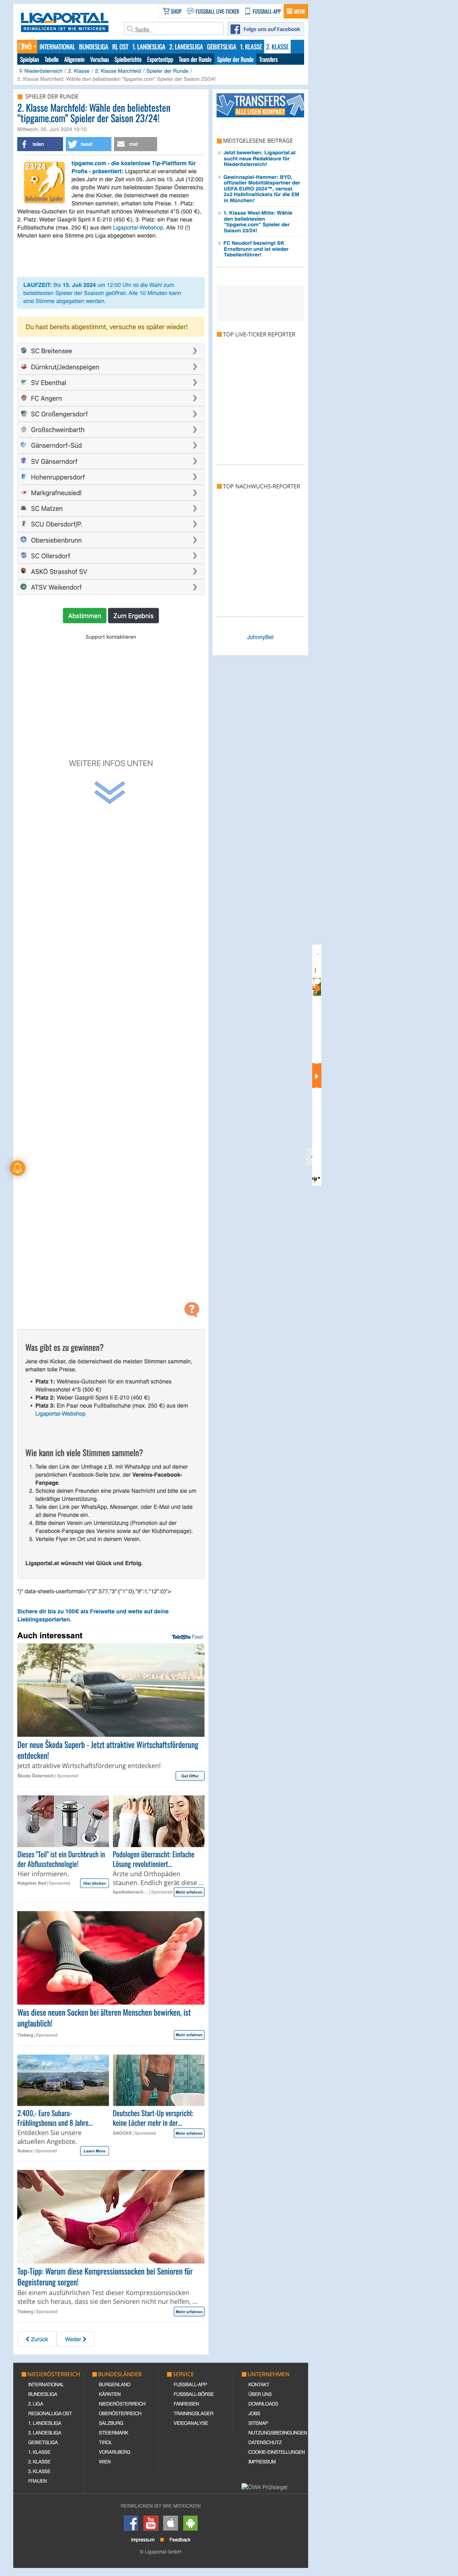 LIGAPORTAL
REINKLICKEN IST WIE MITKICKEN
SHOP
FUSSBALL LIVE-TICKER
FUSSBALL-APP
MEHR
Suche...
Folge uns auf Facebook
NÖ
INTERNATIONAL
BUNDESLIGA
RL OST
1. LANDESLIGA
2. LANDESLIGA
GEBIETSLIGA
1. KLASSE
2. KLASSE
Spielplan
Tabelle
Allgemein
Vorschau
Spielberichte
Expertentipp
Team der Runde
Spieler der Runde
Transfers
Niederösterreich / 2. Klasse / 2. Klasse Marchfeld / Spieler der Runde /
2. Klasse Marchfeld: Wähle den beliebtesten "tipgame.com" Spieler der Saison 23/24!
SPIELER DER RUNDE
2. Klasse Marchfeld: Wähle den beliebtesten
"tipgame.com" Spieler der Saison 23/24!
Mittwoch, 05. Juni 2024 10:10
teilen
tweet
mail
23/24
Beliebtester Spieler
tipgame.com - die kostenlose Tip-Plattform für
Profis - präsentiert: Ligaportal.at veranstaltet wie
jedes Jahr in der Zeit von 05. Juni bis 15. Juli (12:00)
die große Wahl zum beliebtesten Spieler Österreichs.
Jene drei Kicker, die österreichweit die meisten
Stimmen sammeln, erhalten tolle Preise. 1. Platz:
Wellness-Gutschein für ein traumhaft schönes Wellnesshotel 4*S (500 €),
2. Platz: Weber Gasgrill Spirit II E-210 (450 €), 3. Platz: ein Paar neue
Fußballschuhe (max. 250 €) aus dem Ligaportal-Webshop. Alle 10 (!)
Minuten kann eine Stimme pro Liga abgegeben werden.
LAUFZEIT: Bis 15. Juli 2024 um 12:00 Uhr ist die Wahl zum
beliebtesten Spieler der Ssaison geöffnet. Alle 10 Minuten kann
eine Stimme abgegeben werden.
Du hast bereits abgestimmt, versuche es später wieder!
SC Breitensee
Dürnkrut/Jedenspeigen
SV Ebenthal
FC Angern
SC Großengersdorf
Großschweinbarth
Gänserndorf-Süd
SV Gänserndorf
Hohenruppersdorf
Markgrafneusiedl
SC Matzen
SCU Obersdorf/P.
Obersiebenbrunn
SC Ollersdorf
ASKÖ Strasshof SV
ATSV Weikendorf
Abstimmen
Zum Ergebnis
Support kontaktieren
WEITERE INFOS UNTEN
TRANSFERS
ALLE LIGEN KOMPAKT
MEISTGELESENE BEITRÄGE
Jetzt bewerben: Ligaportal.at
sucht neue Redakteure für
Niederösterreich!
Gewinnspiel-Hammer: BYD,
offizieller Mobilitätspartner der
UEFA EURO 2024™, verlost
2x2 Halbfinaltickets für die EM
in München!
1. Klasse West-Mitte: Wähle
den beliebtesten
"tipgame.com" Spieler der
Saison 23/24!
FC Neudorf bezwingt SK
Ernstbrunn und ist wieder
Tabellenführer!
TOP LIVE-TICKER REPORTER
TOP NACHWUCHS-REPORTER
JohnnyBet
?
Was gibt es zu gewinnen?
Jene drei Kicker, die österreichweit die meisten Stimmen sammeln,
erhalten tolle Preise.
• Platz 1: Wellness-Gutschein für ein traumhaft schönes
Wellnesshotel 4*S (500 €)
• Platz 2: Weber Gasgrill Spirit II E-210 (450 €)
• Platz 3: Ein Paar neue Fußballschuhe (max. 250 €) aus dem
Ligaportal-Webshop
Wie kann ich viele Stimmen sammeln?
1. Teile den Link der Umfrage z.B. mit WhatsApp und auf deiner
persönlichen Facebook-Seite bzw. der Vereins-Facebook-
Fanpage.
2. Schicke deinen Freunden eine private Nachricht und bitte sie um
tatkräftige Unterstützung.
3. Teile den Link per WhatsApp, Messenger, oder E-Mail und lade
all deine Freunde ein.
4. Bitte deinen Verein um Unterstützung (Promotion auf der
Facebook-Fanpage des Vereins sowie auf der Klubhomepage).
5. Verteile Flyer im Ort und in deinem Verein.
Ligaportal.at wünscht viel Glück und Erfolg.
"}" data-sheets-userformat="{"2":577,"3":{"1":0},"9":1,"12":0}">
Sichere dir bis zu 100€ als Freiwette und wette auf deine
Lieblingssportarten.
Auch interessant
Taboola Feed
Der neue Škoda Superb - Jetzt attraktive Wirtschaftsförderung
entdecken!
Jetzt attraktive Wirtschaftsförderung entdecken!
Škoda Österreich | Sponsored
Get Offer
Dieses "Teil" ist ein Durchbruch in
der Abflusstechnologie!
Hier informieren.
Ratgeber Bad | Sponsored
Hier klicken
Podologen überrascht: Einfache
Lösung revolutioniert...
Ärzte und Orthopäden
staunen. Endlich gerät diese ...
Apothekensch... | Sponsored
Mehr erfahren
Was diese neuen Socken bei älteren Menschen bewirken, ist
unglaublich!
Tieberg | Sponsored
Mehr erfahren
2.400,- Euro Subaru-
Frühlingsbonus und 8 Jahre...
Entdecken Sie unsere
aktuellen Angebote.
Subaru | Sponsored
Learn More
Deutsches Start-Up verspricht:
keine Löcher mehr in der...
SNOCKS | Sponsored
Mehr erfahren
Top-Tipp: Warum diese Kompressionssocken bei Senioren für
Begeisterung sorgen!
Bei einem ausführlichen Test dieser Kompressionssocken
stellte sich heraus, dass sie den Senioren nicht nur helfen, ...
Tieberg | Sponsored
Mehr erfahren
Zurück
Weiter
NIEDERÖSTERREICH
INTERNATIONAL
BUNDESLIGA
2. LIGA
REGIONALLIGA OST
1. LANDESLIGA
2. LANDESLIGA
GEBIETSLIGA
1. KLASSE
2. KLASSE
3. KLASSE
FRAUEN
BUNDESLÄNDER
BURGENLAND
KÄRNTEN
NIEDERÖSTERREICH
OBERÖSTERREICH
SALZBURG
STEIERMARK
TIROL
VORARLBERG
WIEN
SERVICE
FUSSBALL-APP
FUSSBALL-BÖRSE
FANREISEN
TRAININGSLAGER
VIDEOANALYSE
UNTERNEHMEN
KONTAKT
ÜBER UNS
DOWNLOADS
JOBS
SITEMAP
NUTZUNGSBEDINGUNGEN
DATENSCHUTZ
COOKIE-EINSTELLUNGEN
IMPRESSUM
ÖWA Prüfsiegel
REINKLICKEN IST WIE MITKICKEN!
You Tube
Impressum
Feedback
© Ligaportal GmbH